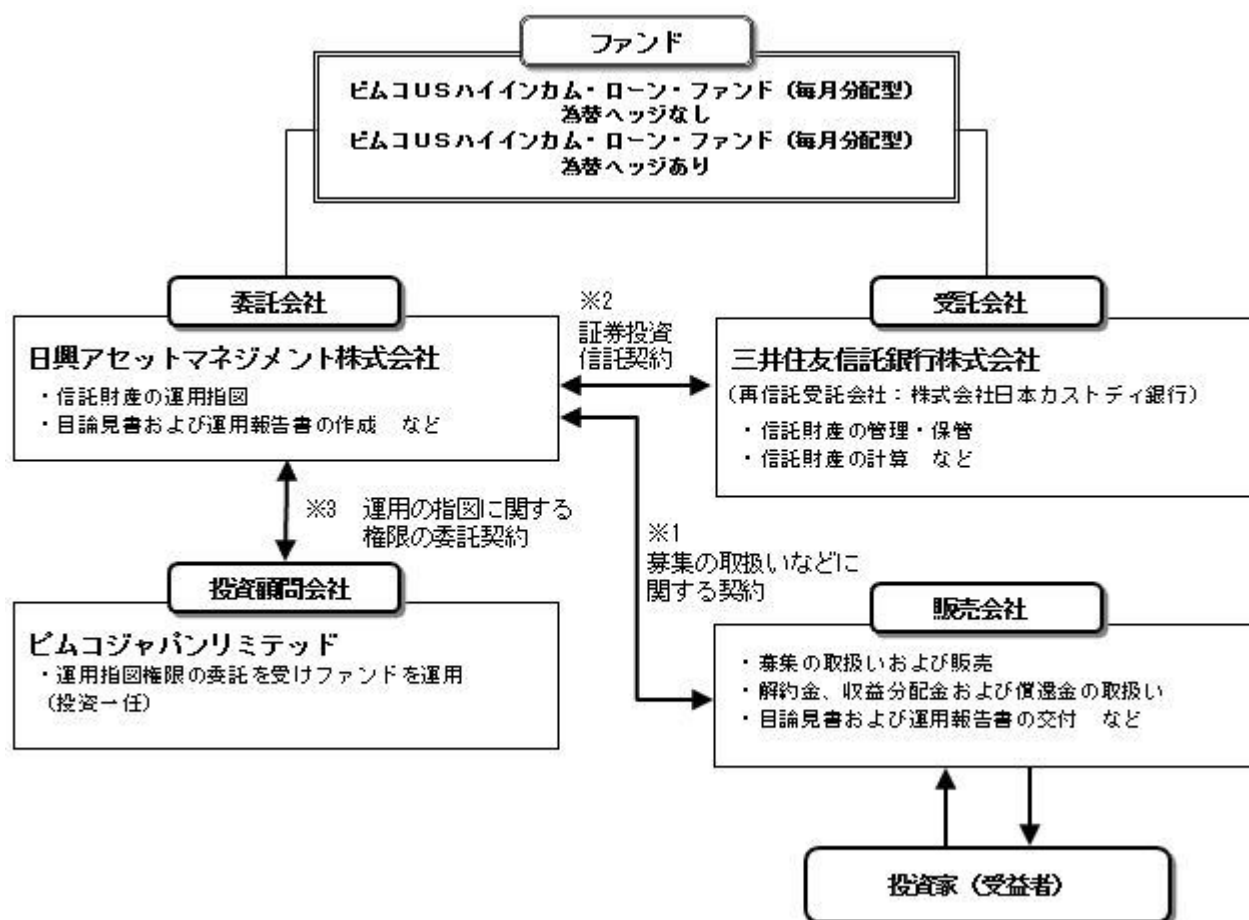 ファンド
ピムコUSハイインカム・ローン・ファンド(毎月分配型)
為替ヘッジなし
ピムコUSハイインカム・ローン・ファンド(毎月分配型)
為替ヘッジあり
委託会社
日興アセットマネジメント株式会社
・信託財産の運用指図
・目論見書および運用報告書の作成 など
※2
証券投資
信託契約
受託会社
三井住友信託銀行株式会社
(再信託受託会社:株式会社日本カストディ銀行)
・信託財産の管理・保管
・信託財産の計算 など
※3 運用の指図に関する
権限の委託契約
※1
募集の取扱いなどに
関する契約
投資顧問会社
ピムコジャパンリミテッド
・運用指図権限の委託を受けファンドを運用
(投資一任)
販売会社
・募集の取扱いおよび販売
・解約金、収益分配金および償還金の取扱い
・目論見書および運用報告書の交付 など
投資家(受益者)